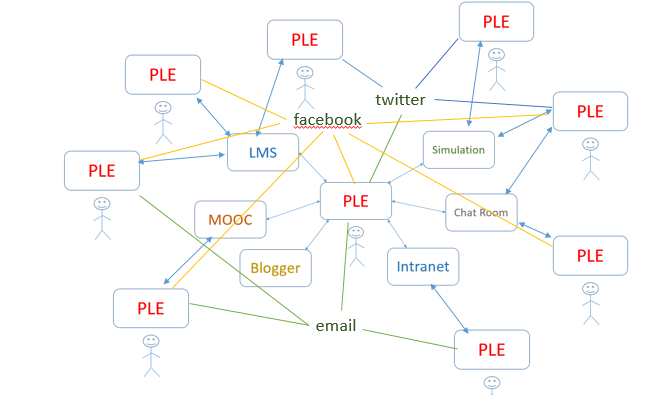 PLE
PLE
PLE
twitter
facebook
PLE
LMS
Simulation
PLE
PLE
MOOC
Chat Room
Blogger
Intranet
PLE
PLE
email
PLE